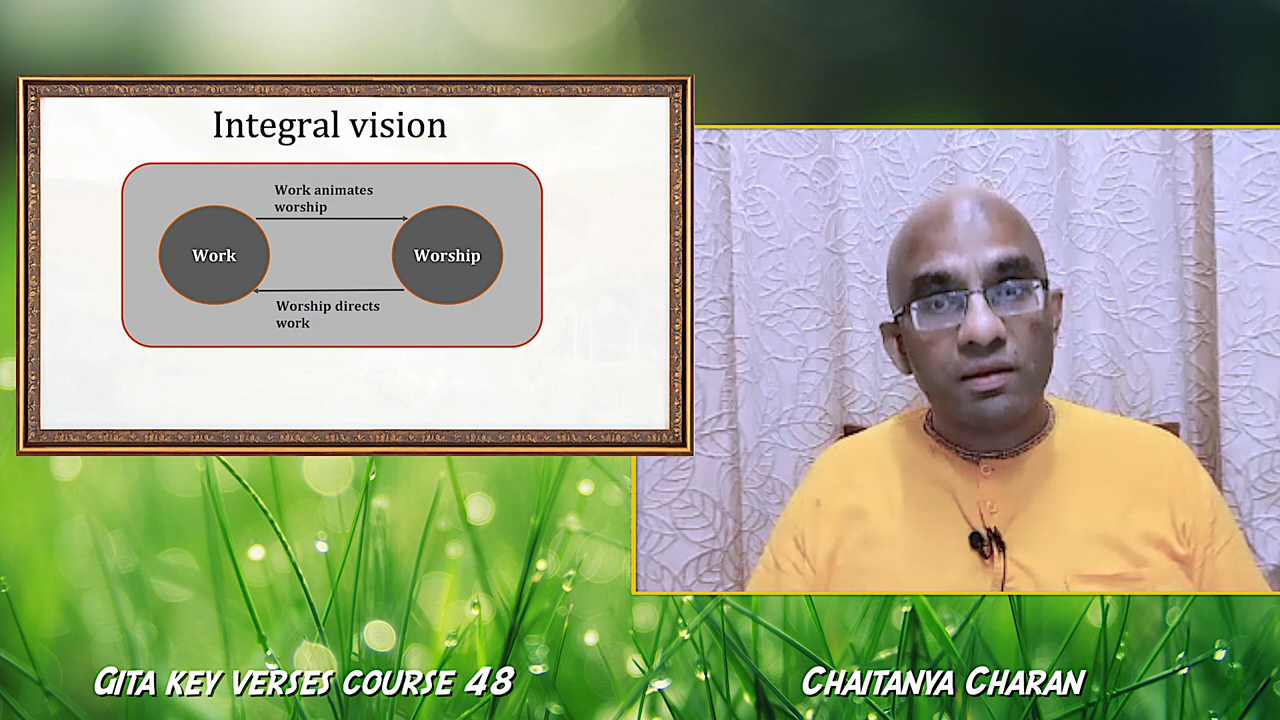 Integral vision
Work animates
worship
Work
Worship
Worship directs
work
Gita key verses course 48
Chaitanya Charan